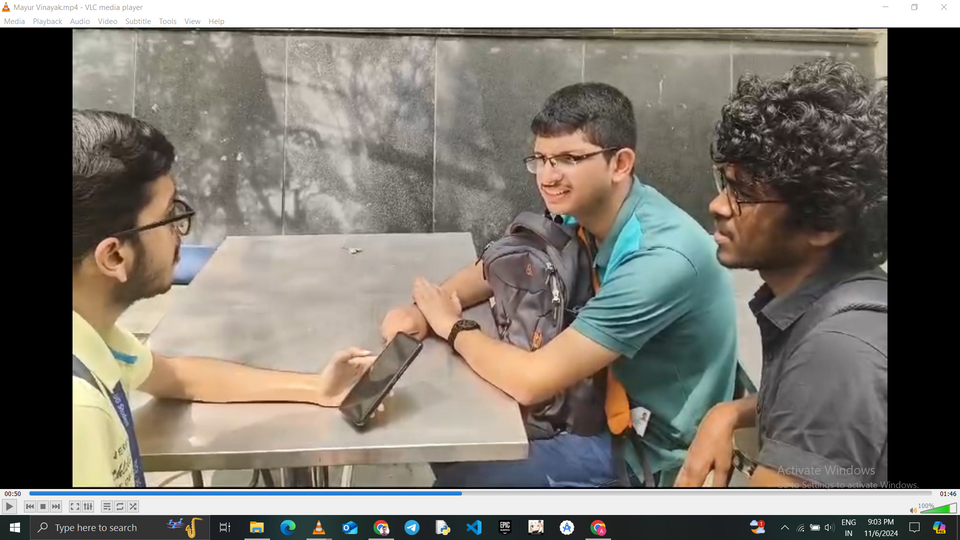 Mayur Vinayak.mp4 - VLC media player
Media Playback Audio Video Subtitle Tools View Help
Activate Windows
Go to Settings to activate Windows.
00:50
01:46
100%
Type here to search
ENG
IN
9:03 PM
11/6/2024